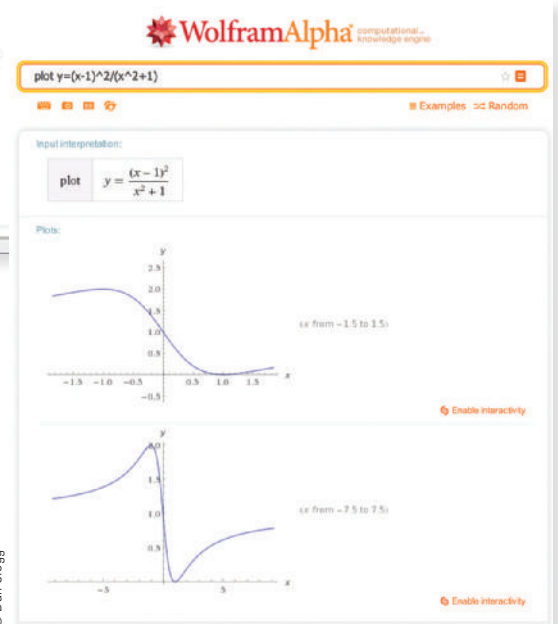 WolframAlpha computational... knowledge engine
plot y=(x-1)^2/(x^2+1)
Examples Random
Input interpretation:
plot y = (x − 1)² / x² + 1
Plots:
y
2.5
2.0
1.5
1.0
0.5
−1.5 −1.0 −0.5 0.5 1.0 1.5 x
−0.5
(x from −1.5 to 1.5)
Enable interactivity
y
2.0
1.5
1.0
0.5
−5 5 x
(x from −7.5 to 7.5)
Enable interactivity